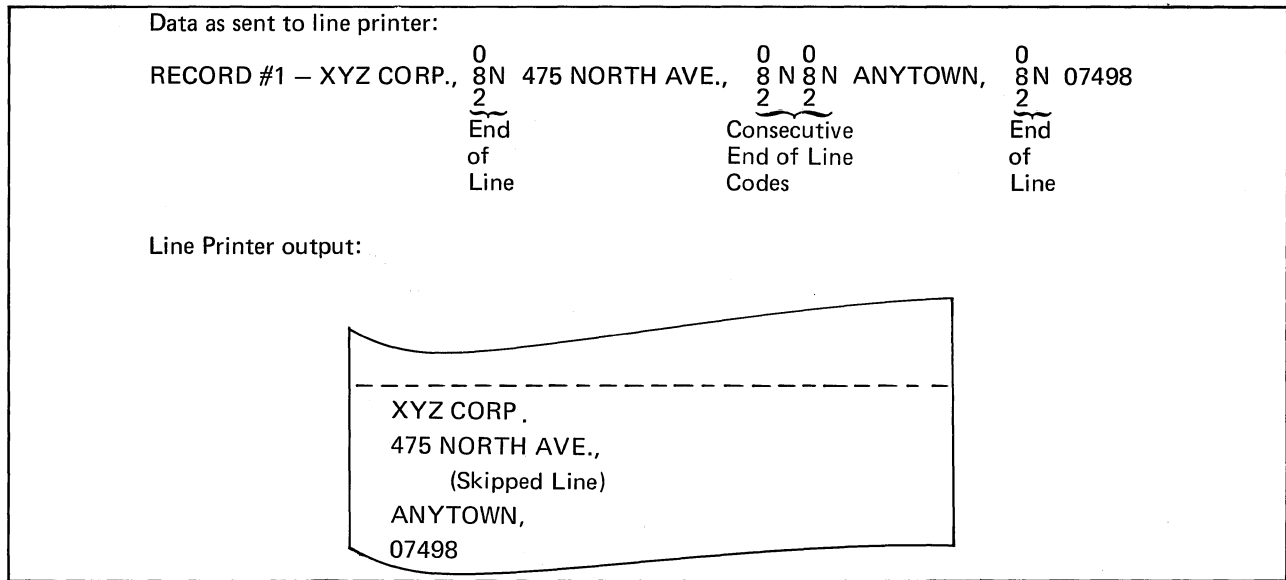 Data as sent to line printer:
0 0 0 0
RECORD #1 – XYZ CORP., 8N 475 NORTH AVE., 8 N 8 N ANYTOWN, 8N 07498
2 2 2 2
End Consecutive End
of End of Line of
Line Codes Line
Line Printer output:
XYZ CORP.
475 NORTH AVE.,
(Skipped Line)
ANYTOWN,
07498